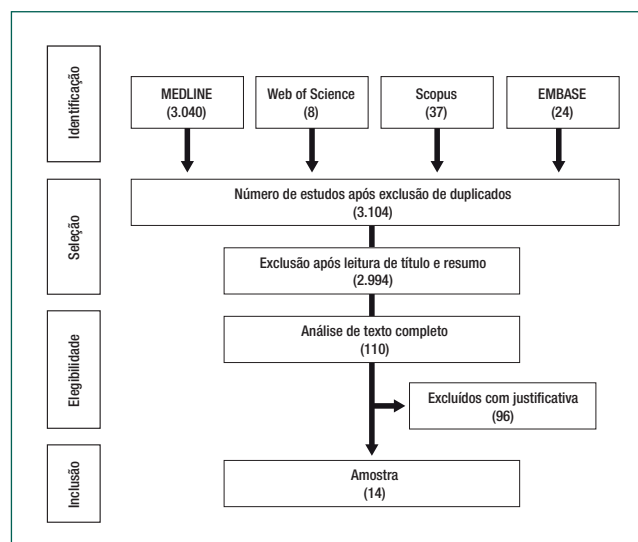 Identificação
MEDLINE
(3.040)
Web of Science
(8)
Scopus
(37)
EMBASE
(24)
Seleção
Número de estudos após exclusão de duplicados
(3.104)
Exclusão após leitura de título e resumo
(2.994)
Elegibilidade
Análise de texto completo
(110)
Excluídos com justificativa
(96)
Inclusão
Amostra
(14)